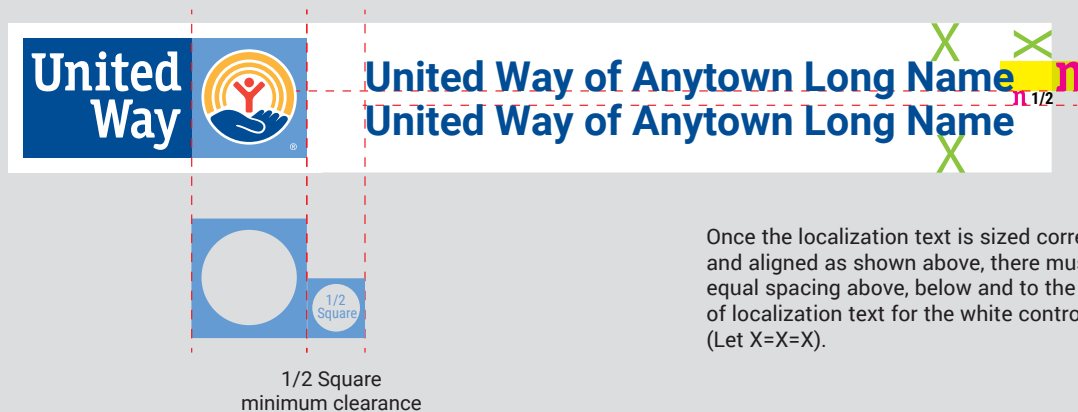 United
Way
®
United Way of Anytown Long Name
United Way of Anytown Long Name
X
X
n
n 1/2
X
1/2
Square
1/2 Square
minimum clearance
Once the localization text is sized corre
and aligned as shown above, there mus
equal spacing above, below and to the
of localization text for the white contro
(Let X=X=X).